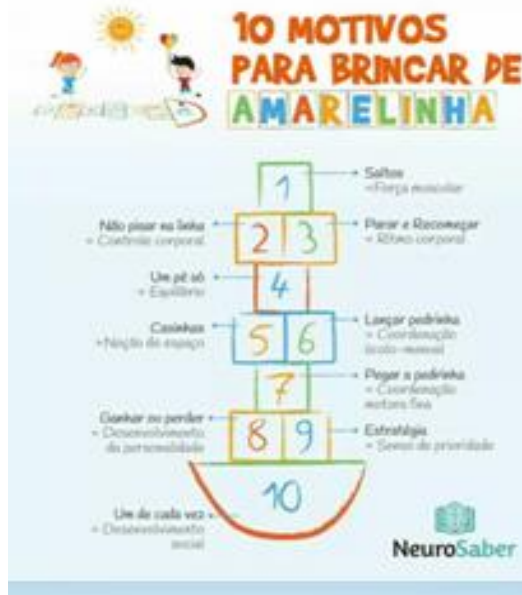 10 MOTIVOS
PARA BRINCAR DE
AMARELINHA
1
Saltos
= Força muscular
Não pisar na linha
= Controle corporal
2 3
Parar e Recomeçar
= Ritmo corporal
Um pé só
= Equilíbrio
4
Casinhas
= Noção de espaço
5 6
Lançar pedrinha
= Coordenação
óculo-manual
7
Pegar a pedrinha
= Coordenação
motora fina
Ganhar ou perder
= Desenvolvimento
da personalidade
8 9
Estratégia
= Senso de prioridade
10
Um de cada vez
= Desenvolvimento
social
NeuroSaber